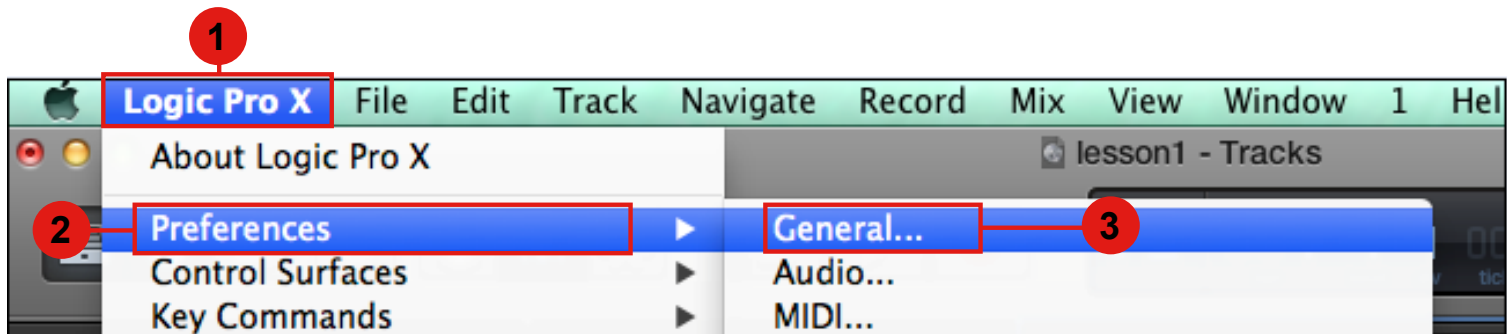 1
Logic Pro X File Edit Track Navigate Record Mix View Window 1 Hel
About Logic Pro X
lesson1 - Tracks
2
Preferences
General...
3
Control Surfaces
Audio...
Key Commands
MIDI...